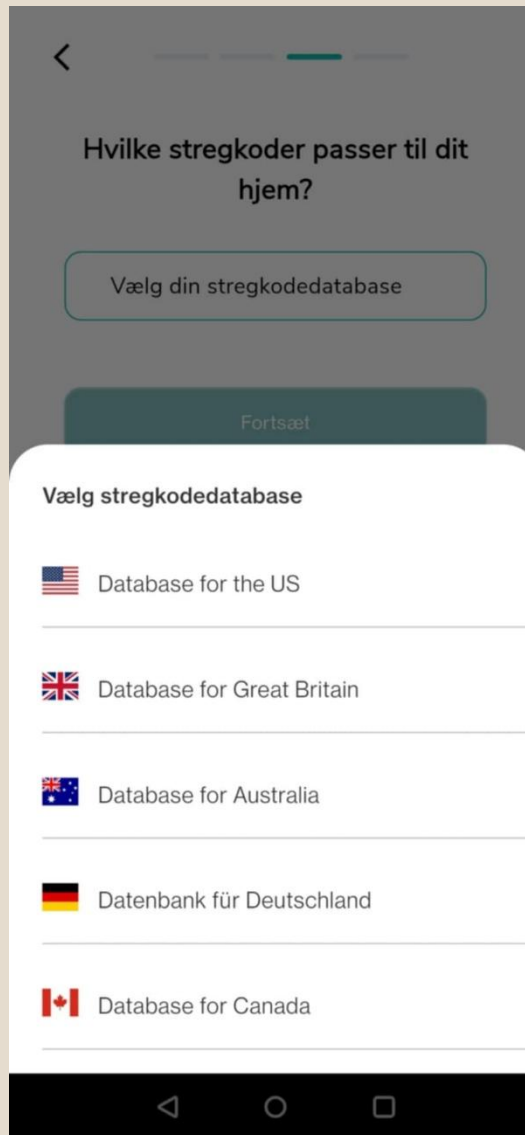 Hvilke stregkoder passer til dit
hjem?
Vælg din stregkodedatabase
Fortsæt
Vælg stregkodedatabase
Database for the US
Database for Great Britain
Database for Australia
Datenbank für Deutschland
Database for Canada